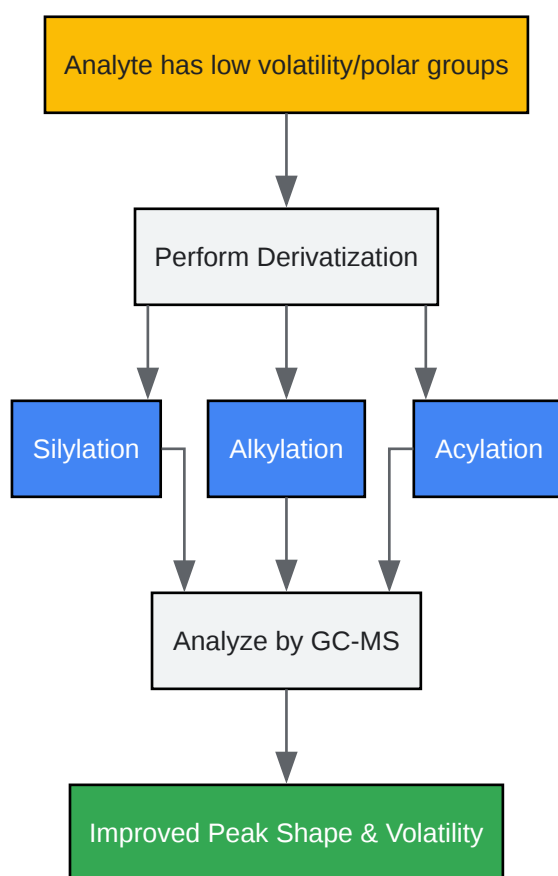 Analyte has low volatility/polar groups
Perform Derivatization
Silylation
Alkylation
Acylation
Analyze by GC-MS
Improved Peak Shape & Volatility